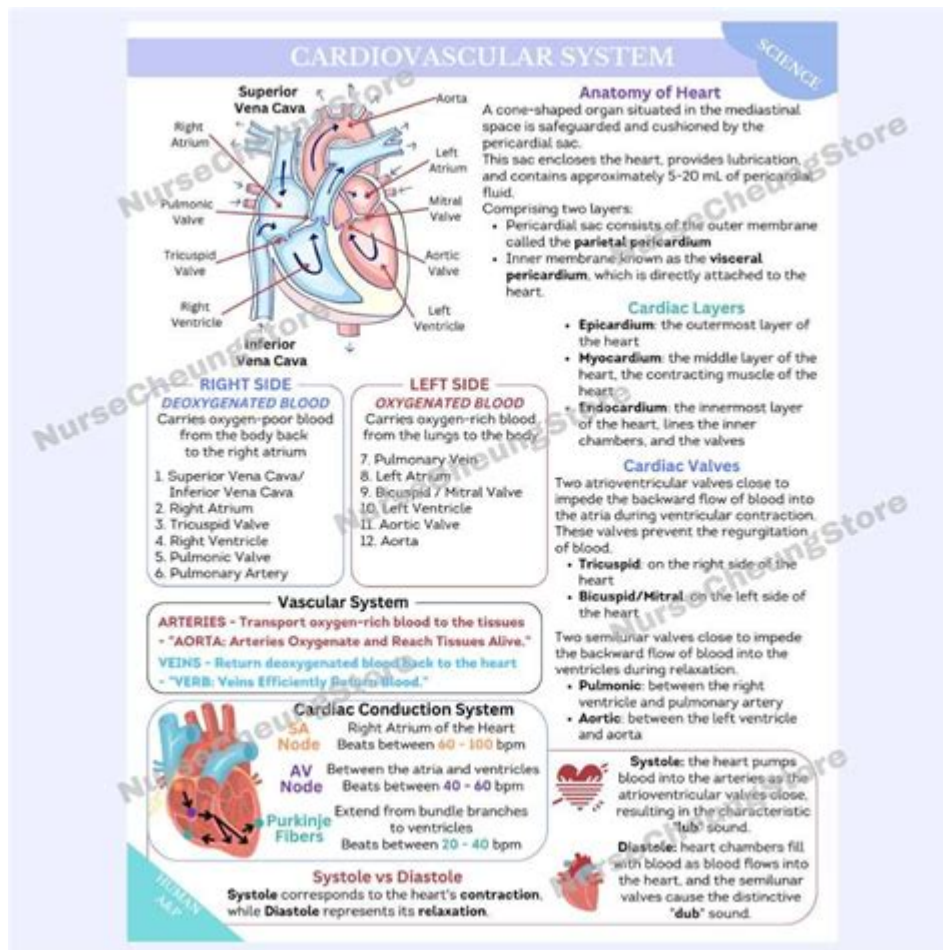 CARDIOVASCULAR SYSTEM
SCIENCE
Superior
Vena Cava
Aorta
Right
Atrium
Left
Atrium
Pulmonic
Valve
Mitral
Valve
Tricuspid
Valve
Aortic
Valve
Right
Ventricle
Left
Ventricle
Inferior
Vena Cava
Anatomy of Heart
A cone-shaped organ situated in the mediastinal
space is safeguarded and cushioned by the
pericardial sac.
This sac encloses the heart, provides lubrication,
and contains approximately 5-20 mL of pericardial
fluid.
Comprising two layers:
• Pericardial sac consists of the outer membrane
called the parietal pericardium
• Inner membrane known as the visceral
pericardium, which is directly attached to the
heart.
Cardiac Layers
• Epicardium: the outermost layer of
the heart
• Myocardium: the middle layer of the
heart, the contracting muscle of the
heart
• Endocardium: the innermost layer
of the heart, lines the inner
chambers, and the valves
RIGHT SIDE
DEOXYGENATED BLOOD
Carries oxygen-poor blood
from the body back
to the right atrium
1. Superior Vena Cava/
Inferior Vena Cava
2. Right Atrium
3. Tricuspid Valve
4. Right Ventricle
5. Pulmonic Valve
6. Pulmonary Artery
LEFT SIDE
OXYGENATED BLOOD
Carries oxygen-rich blood
from the lungs to the body
7. Pulmonary Vein
8. Left Atrium
9. Bicuspid / Mitral Valve
10. Left Ventricle
11. Aortic Valve
12. Aorta
Cardiac Valves
Two atrioventricular valves close to
impede the backward flow of blood into
the atria during ventricular contraction.
These valves prevent the regurgitation
of blood.
• Tricuspid: on the right side of the
heart
• Bicuspid/Mitral: on the left side of
the heart
Two semilunar valves close to impede
the backward flow of blood into the
ventricles during relaxation.
• Pulmonic: between the right
ventricle and pulmonary artery
• Aortic: between the left ventricle
and aorta
Vascular System
ARTERIES - Transport oxygen-rich blood to the tissues
- "AORTA: Arteries Oxygenate and Reach Tissues Alive."
VEINS - Return deoxygenated blood back to the heart
- "VERB: Veins Efficiently Return Blood."
Cardiac Conduction System
SA
Node
Right Atrium of the Heart
Beats between 60 - 100 bpm
AV
Node
Between the atria and ventricles
Beats between 40 - 60 bpm
Purkinje
Fibers
Extend from bundle branches
to ventricles
Beats between 20 - 40 bpm
Systole: the heart pumps
blood into the arteries as the
atrioventricular valves close,
resulting in the characteristic
"lub" sound.
Diastole: heart chambers fill
with blood as blood flows into
the heart, and the semilunar
valves cause the distinctive
"dub" sound.
Systole vs Diastole
Systole corresponds to the heart's contraction,
while Diastole represents its relaxation.
HUMAN
A&P
NurseCheungStore
NurseCheungStore
NurseCheungStore
NurseCheungStore
NurseCheungStore
NurseCheungStore
NurseCheungStore